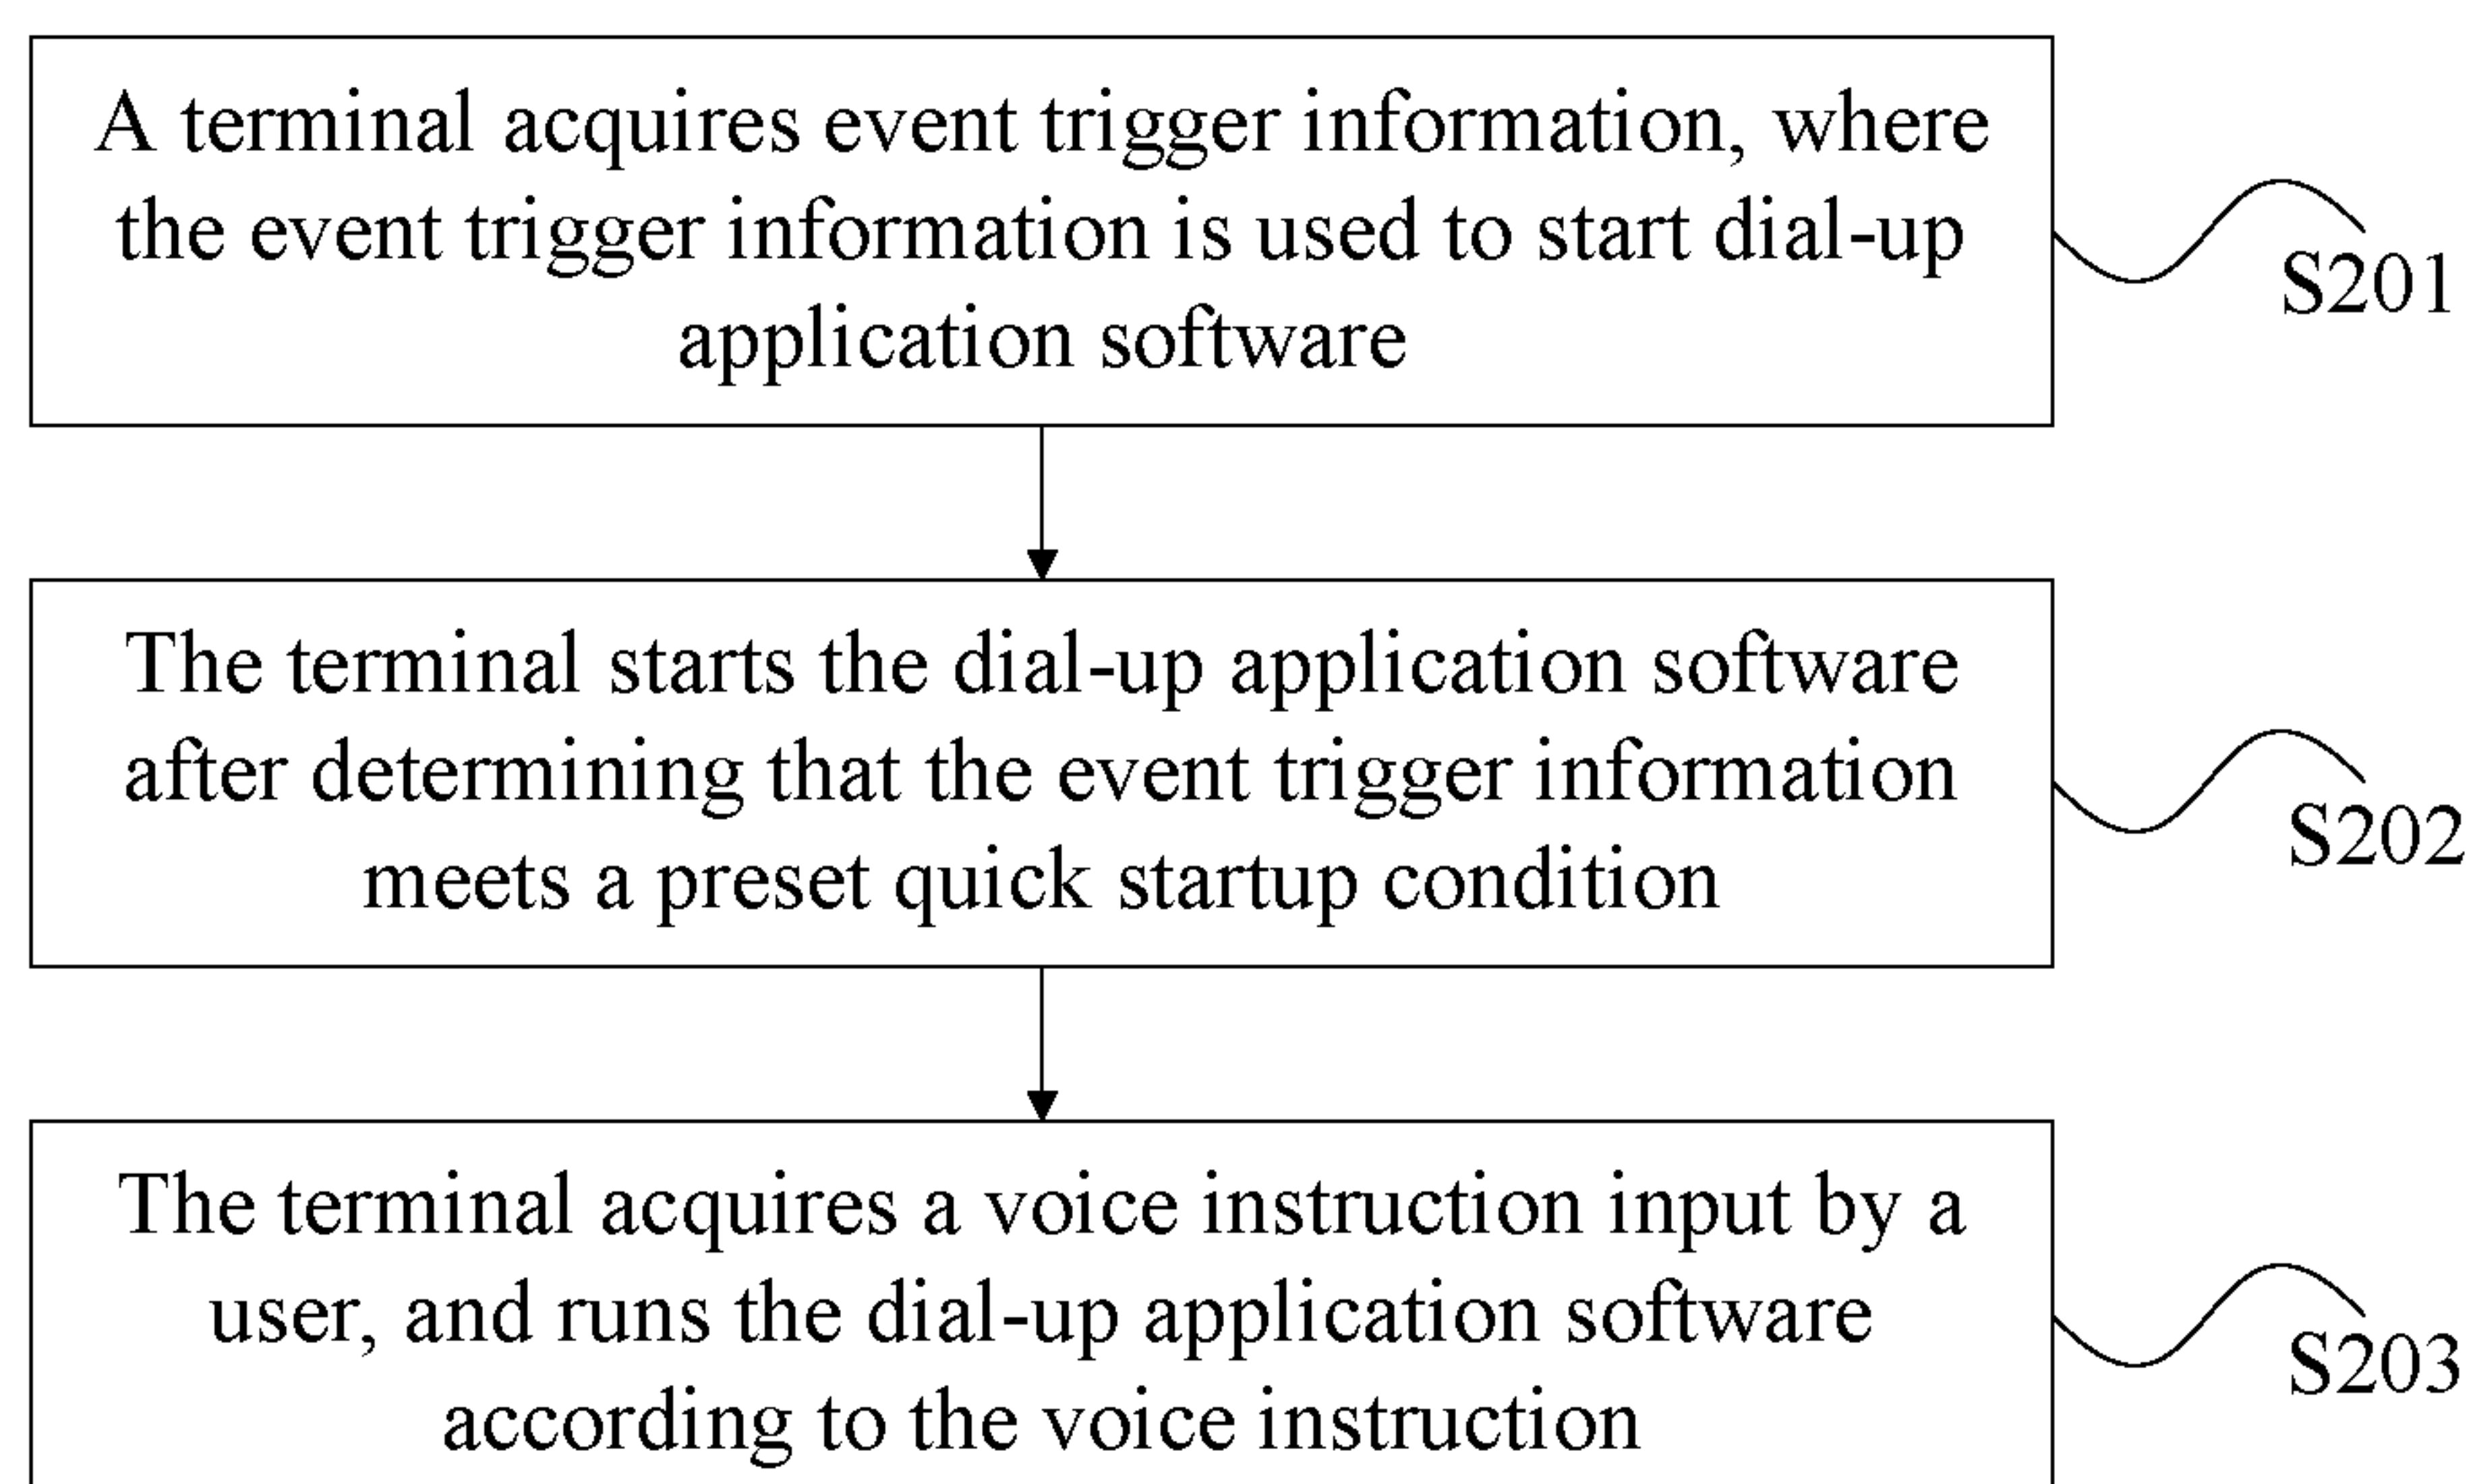 A terminal acquires event trigger information, where
the event trigger information is used to start dial-up
application software
S201
The terminal starts the dial-up application software
after determining that the event trigger information
meets a preset quick startup condition
S202
The terminal acquires a voice instruction input by a
user, and runs the dial-up application software
according to the voice instruction
S203